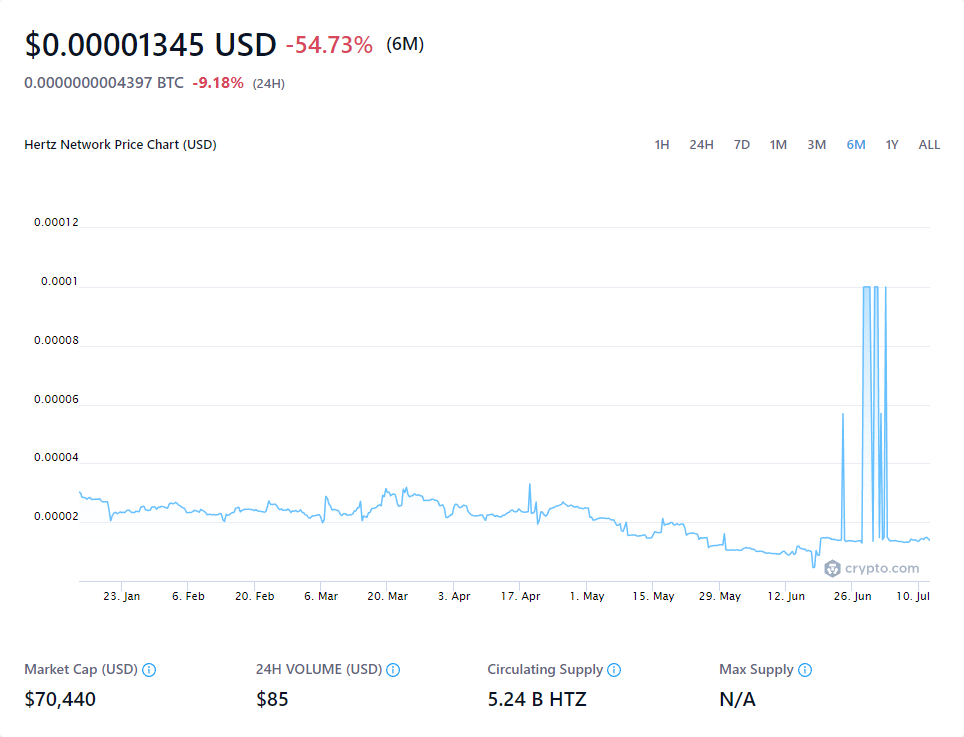 $0.00001345 USD -54.73% (6M)
0.0000000004397 BTC -9.18% (24H)
Hertz Network Price Chart (USD) 1H 24H 7D 1M 3M 6M 1Y ALL
0.00012
0.0001
0.00008
0.00006
0.00004
0.00002
crypto.com
23. Jan 6. Feb 20. Feb 6. Mar 20. Mar 3. Apr 17. Apr 1. May 15. May 29. May 12. Jun 26. Jun 10. Jul
Market Cap (USD) 24H VOLUME (USD) Circulating Supply Max Supply
$70,440 $85 5.24 B HTZ N/A